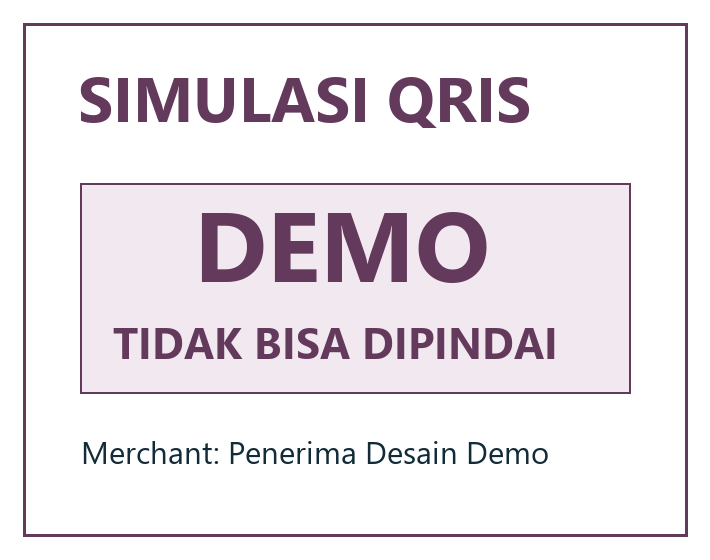 SIMULASI QRIS
DEMO
TIDAK BISA DIPINDAI
Merchant: Penerima Desain Demo